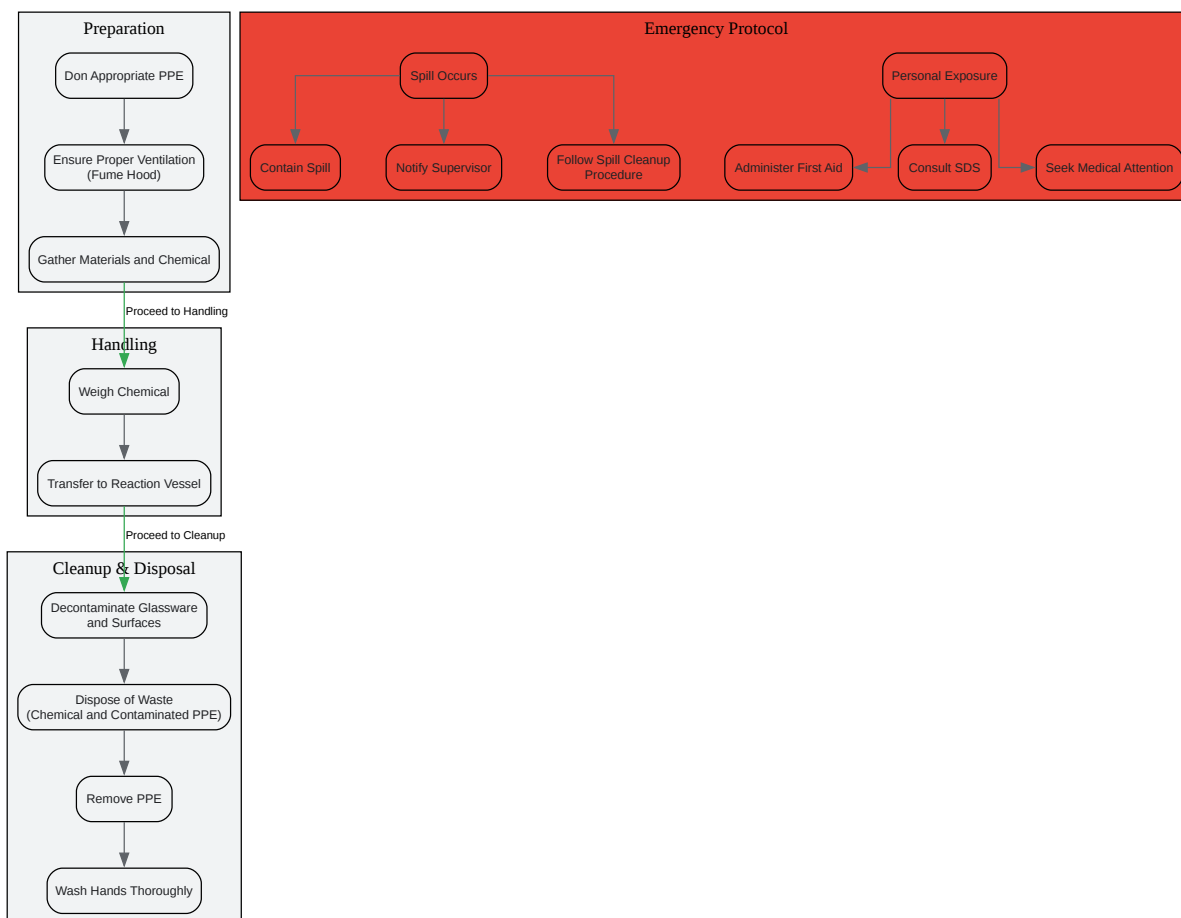 Preparation
Don Appropriate PPE
Ensure Proper Ventilation
(Fume Hood)
Gather Materials and Chemical
Proceed to Handling
Handling
Weigh Chemical
Transfer to Reaction Vessel
Proceed to Cleanup
Cleanup & Disposal
Decontaminate Glassware
and Surfaces
Dispose of Waste
(Chemical and Contaminated PPE)
Remove PPE
Wash Hands Thoroughly
Emergency Protocol
Spill Occurs
Contain Spill
Notify Supervisor
Follow Spill Cleanup
Procedure
Personal Exposure
Administer First Aid
Consult SDS
Seek Medical Attention